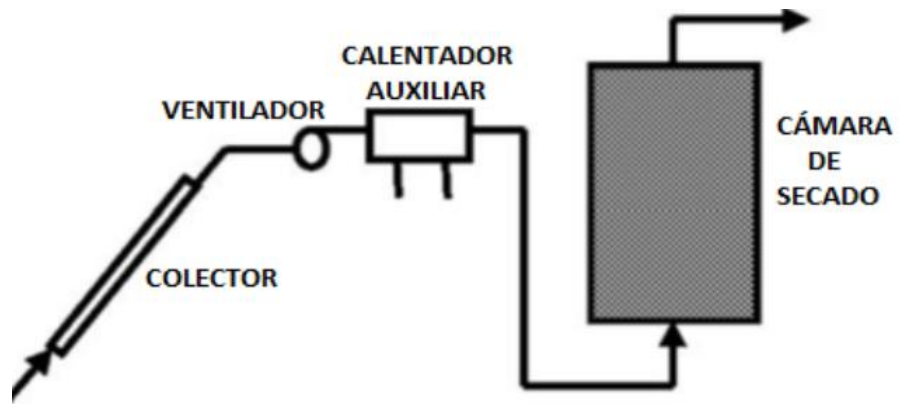 CALENTADOR
AUXILIAR
VENTILADOR
CÁMARA
DE
SECADO
COLECTOR